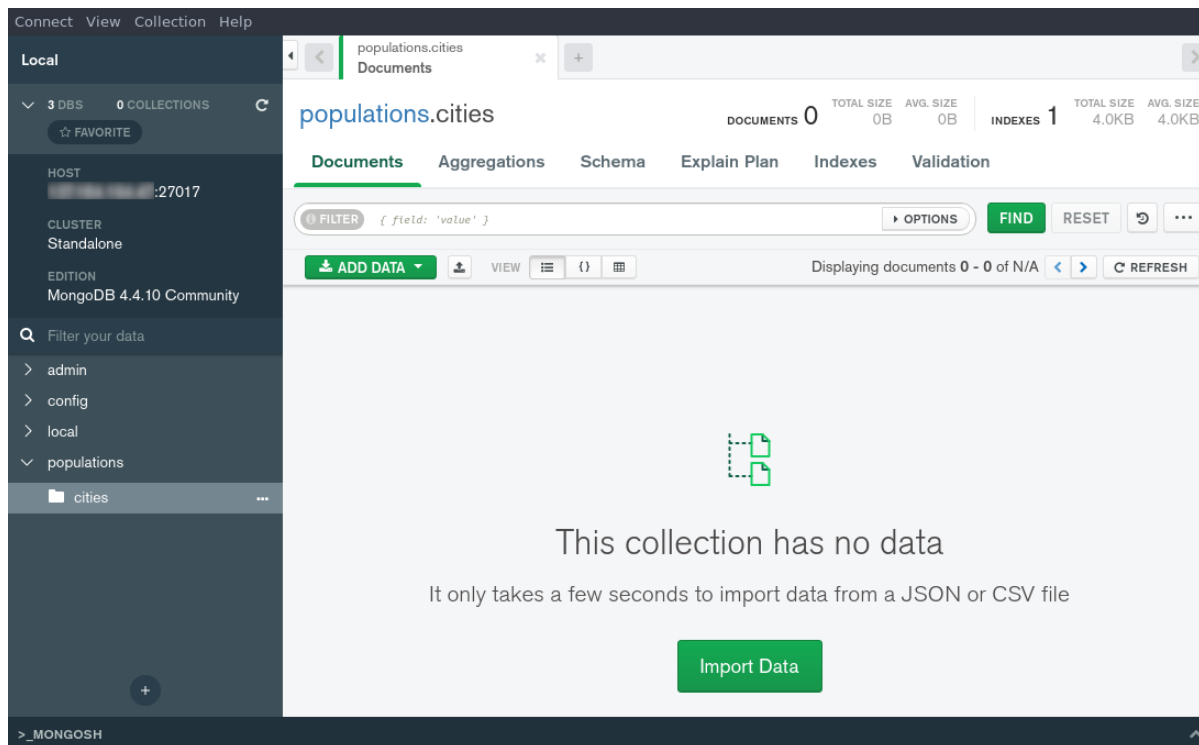 Connect View Collection Help
Local
3 DBS 0 COLLECTIONS
FAVORITE
HOST
:27017
CLUSTER
Standalone
EDITION
MongoDB 4.4.10 Community
Filter your data
admin
config
local
populations
cities
populations.cities
Documents
populations.cities
DOCUMENTS 0 TOTAL SIZE 0B AVG. SIZE 0B INDEXES 1 TOTAL SIZE 4.0KB AVG. SIZE 4.0KB
Documents Aggregations Schema Explain Plan Indexes Validation
FILTER { field: 'value' } OPTIONS FIND RESET
ADD DATA VIEW {} Displaying documents 0 - 0 of N/A REFRESH
This collection has no data
It only takes a few seconds to import data from a JSON or CSV file
Import Data
>_MONGOSH